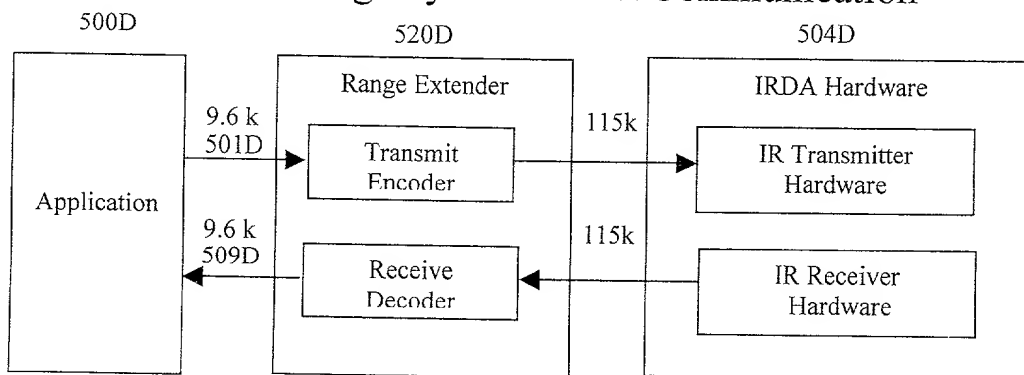 500D
520D
504D
Range Extender
IRDA Hardware
9.6 k
501D
115k
Transmit
Encoder
IR Transmitter
Hardware
Application
9.6 k
509D
115k
Receive
Decoder
IR Receiver
Hardware